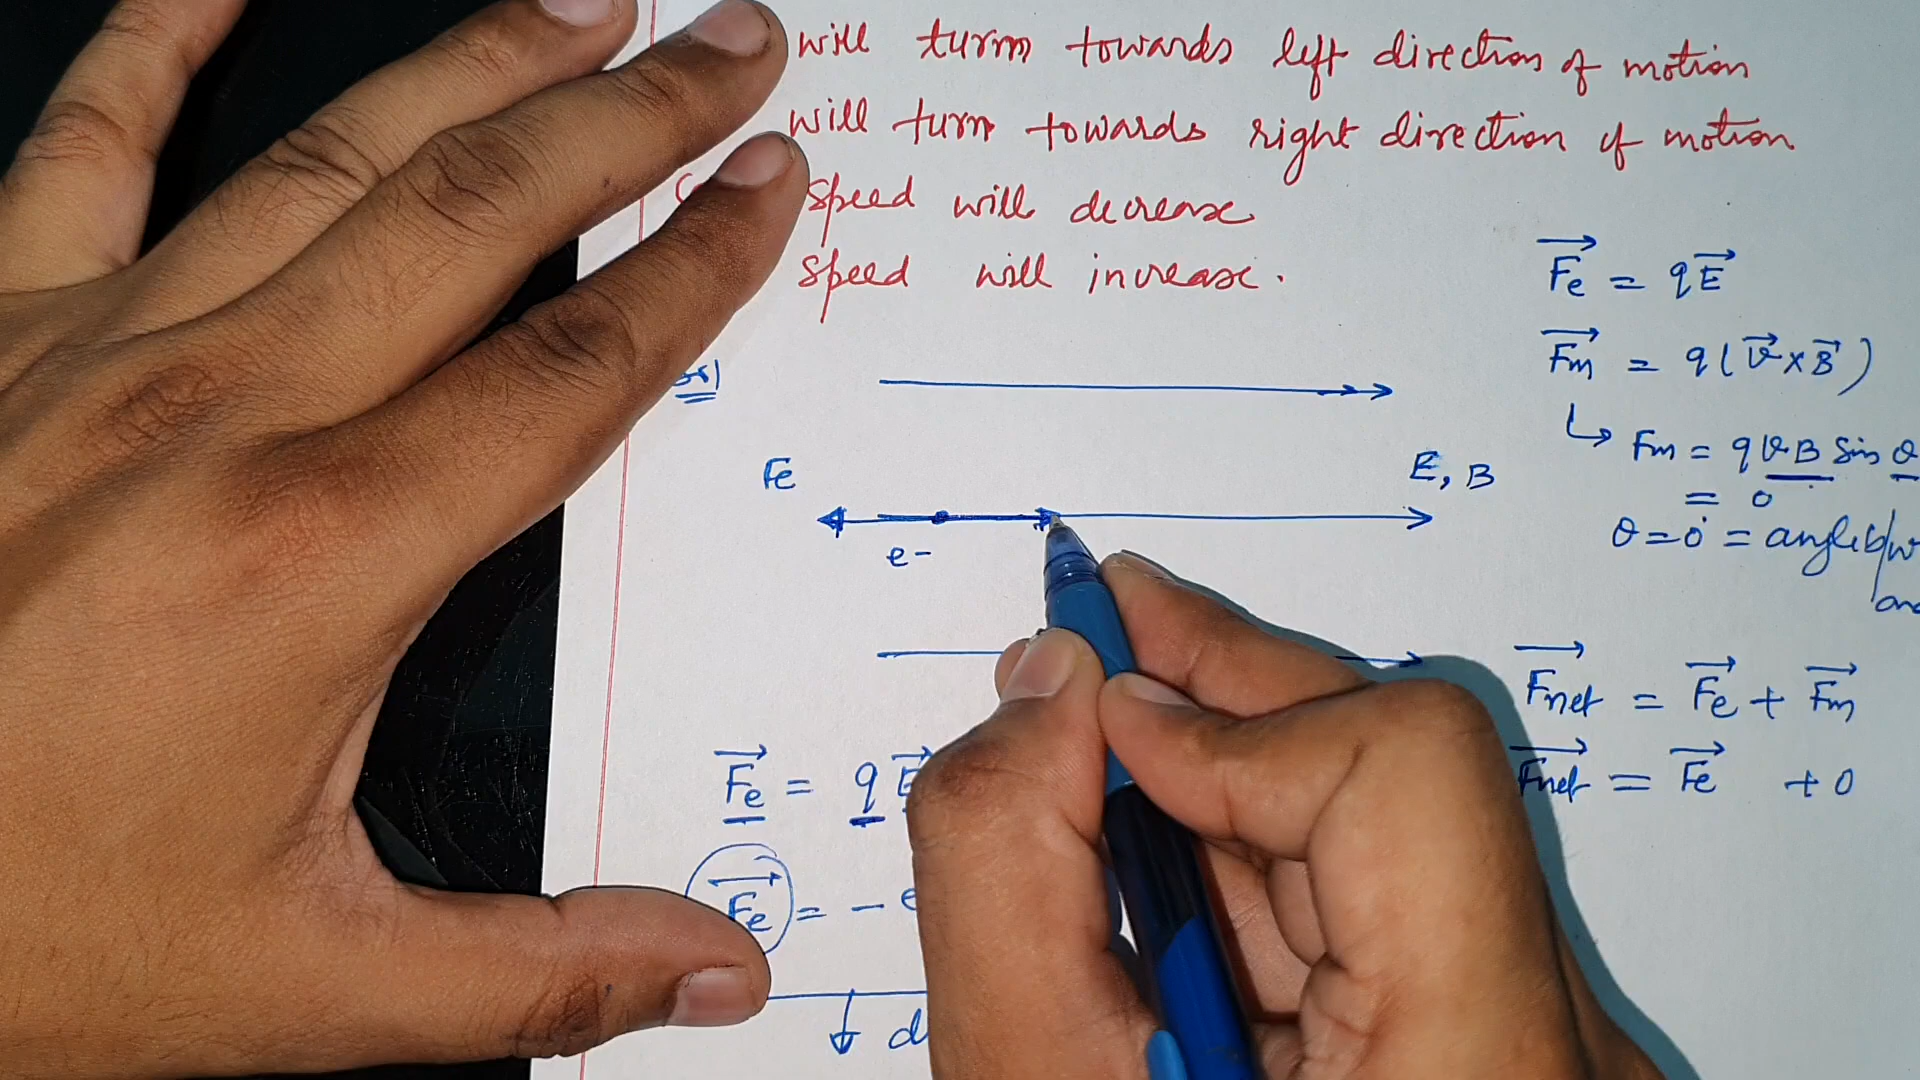 will turn towards left direction of motion
will turn towards right direction of motion
speed will decrease
speed will increase.
Fe = qE
Fm = q(v×B)
↳ Fm = qvB sin θ
= 0
θ = 0° = angle b/w
Fe
E, B
e-
Fnet = Fe + Fm
Fnet = Fe + 0
Fe = qE
Fe = - e
↓